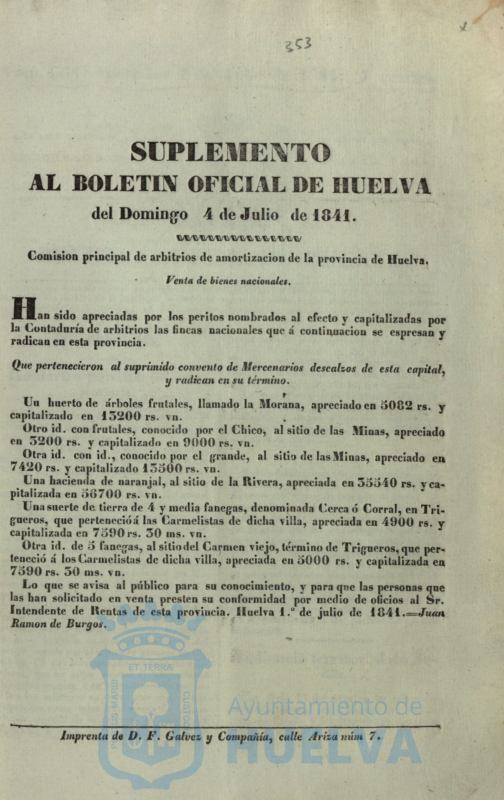 353
SUPLEMENTO
AL BOLETIN OFICIAL DE HUELVA
del Domingo 4 de Julio de 1841.
Comision principal de arbitrios de amortizacion de la provincia de Huelva.
Venta de bienes nacionales.
Han sido apreciadas por los peritos nombrados al efecto y capitalizadas por
la Contaduría de arbitrios las fincas nacionales que á continuacion se espresan y
radican en esta provincia.
Que pertenecieron al suprimido convento de Mercenarios descalzos de esta capital,
y radican en su término.
Un huerto de árboles frutales, llamado la Morana, apreciado en 5082 rs. y
capitalizado en 13200 rs. vn.
Otro id. con frutales, conocido por el Chico, al sitio de las Minas, apreciado
en 3200 rs. y capitalizado en 9000 rs. vn.
Otra id. con id., conocido por el grande, al sitio de las Minas, apreciado en
7420 rs. y capitalizado 13500 rs. vn.
Una hacienda de naranjal, al sitio de la Rivera, apreciada en 35540 rs. y ca-
pitalizada en 56700 rs. vn.
Una suerte de tierra de 4 y media fanegas, denominada Cerca ó Corral, en Tri-
gueros, que perteneció á las Carmelistas de dicha villa, apreciada en 4900 rs. y
capitalizada en 7590 rs. 30 ms. vn.
Otra id. de 5 fanegas, al sitio del Carmen viejo, término de Trigueros, que per-
teneció á los Carmelistas de dicha villa, apreciada en 5000 rs. y capitalizada en
7590 rs. 30 ms. vn.
Lo que se avisa al público para su conocimiento, y para que las personas que
las han solicitado en venta presten su conformidad por medio de oficios al Sr.
Intendente de Rentas de esta provincia. Huelva 1.º de julio de 1841.=Juan
Ramon de Burgos.
ET TERRA
PORTUS MARIS
CUSTODIA
Ayuntamiento de
HUELVA
Imprenta de D. F. Galvez y Compañía, calle Ariza núm 7.